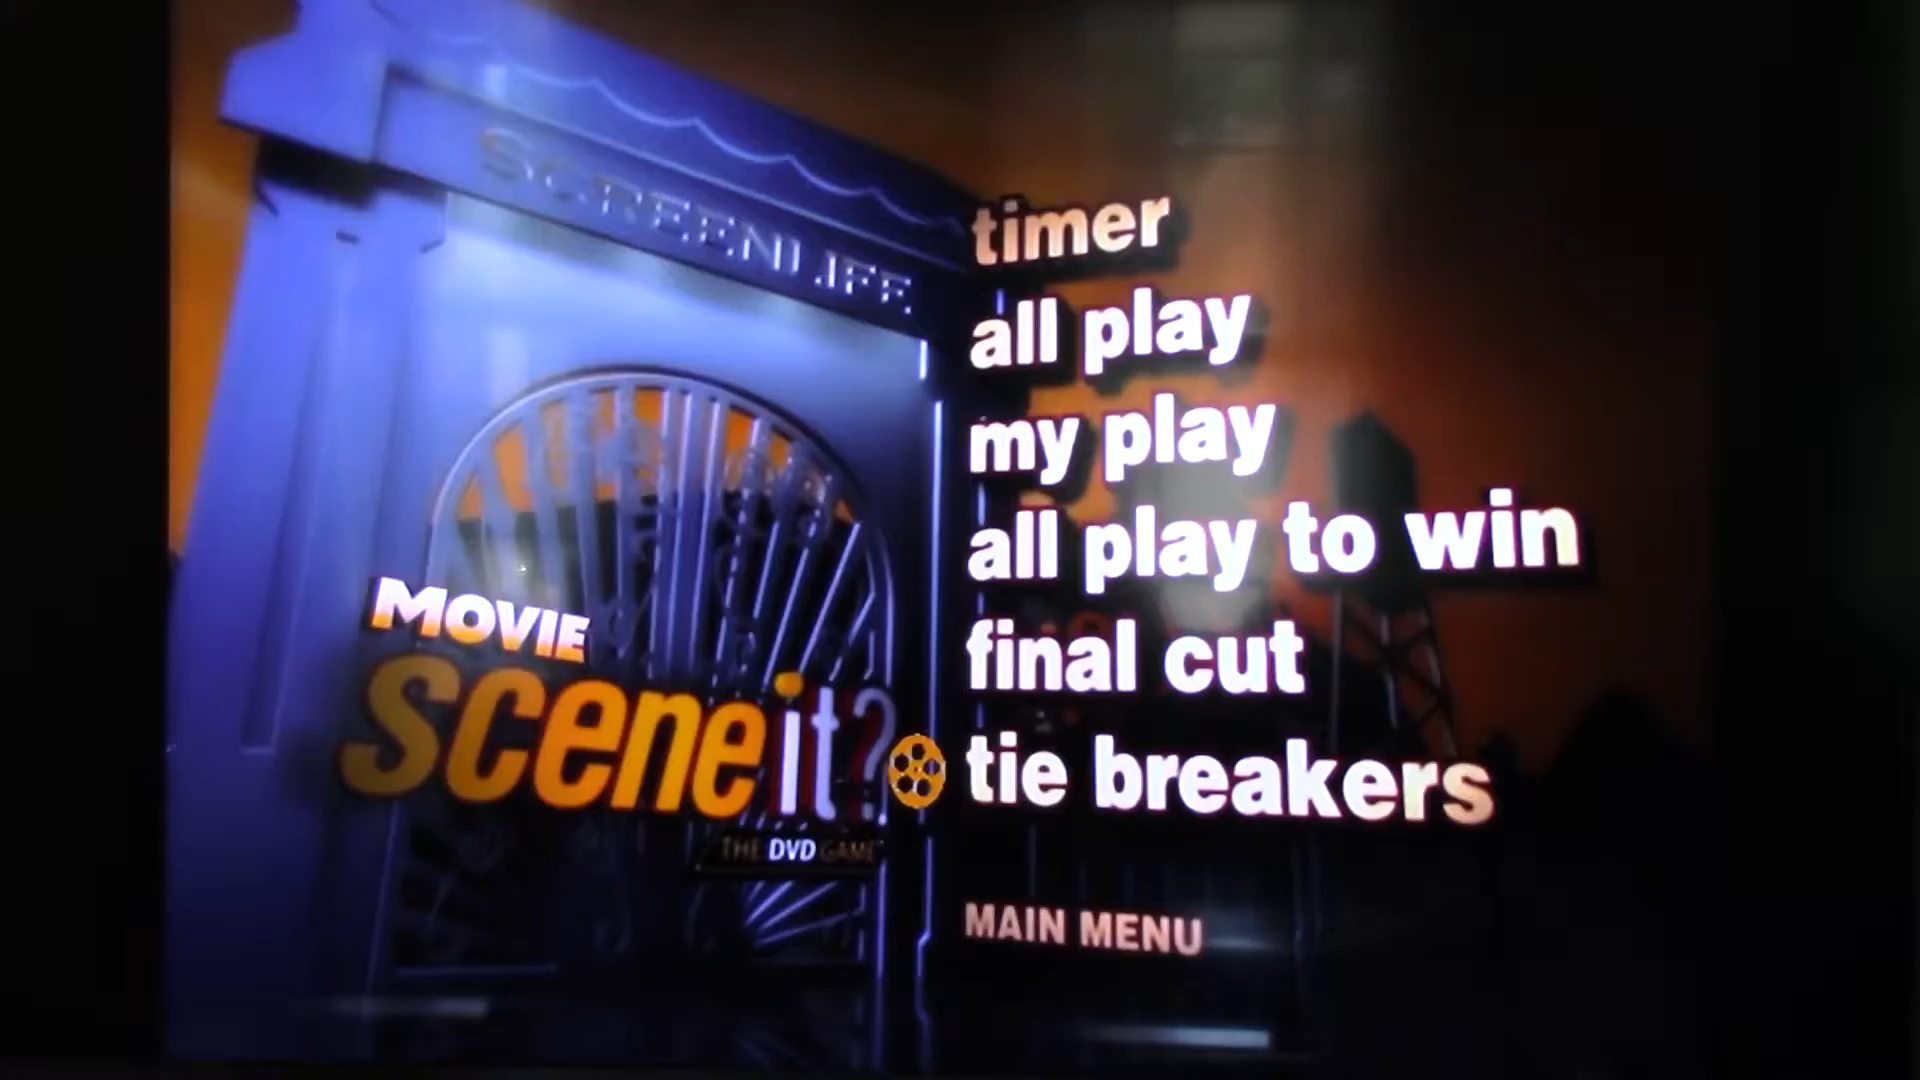 SCREENLIFE
timer
all play
my play
all play to win
final cut
tie breakers
MAIN MENU
MOVIE
scene it?
THE DVD GAME